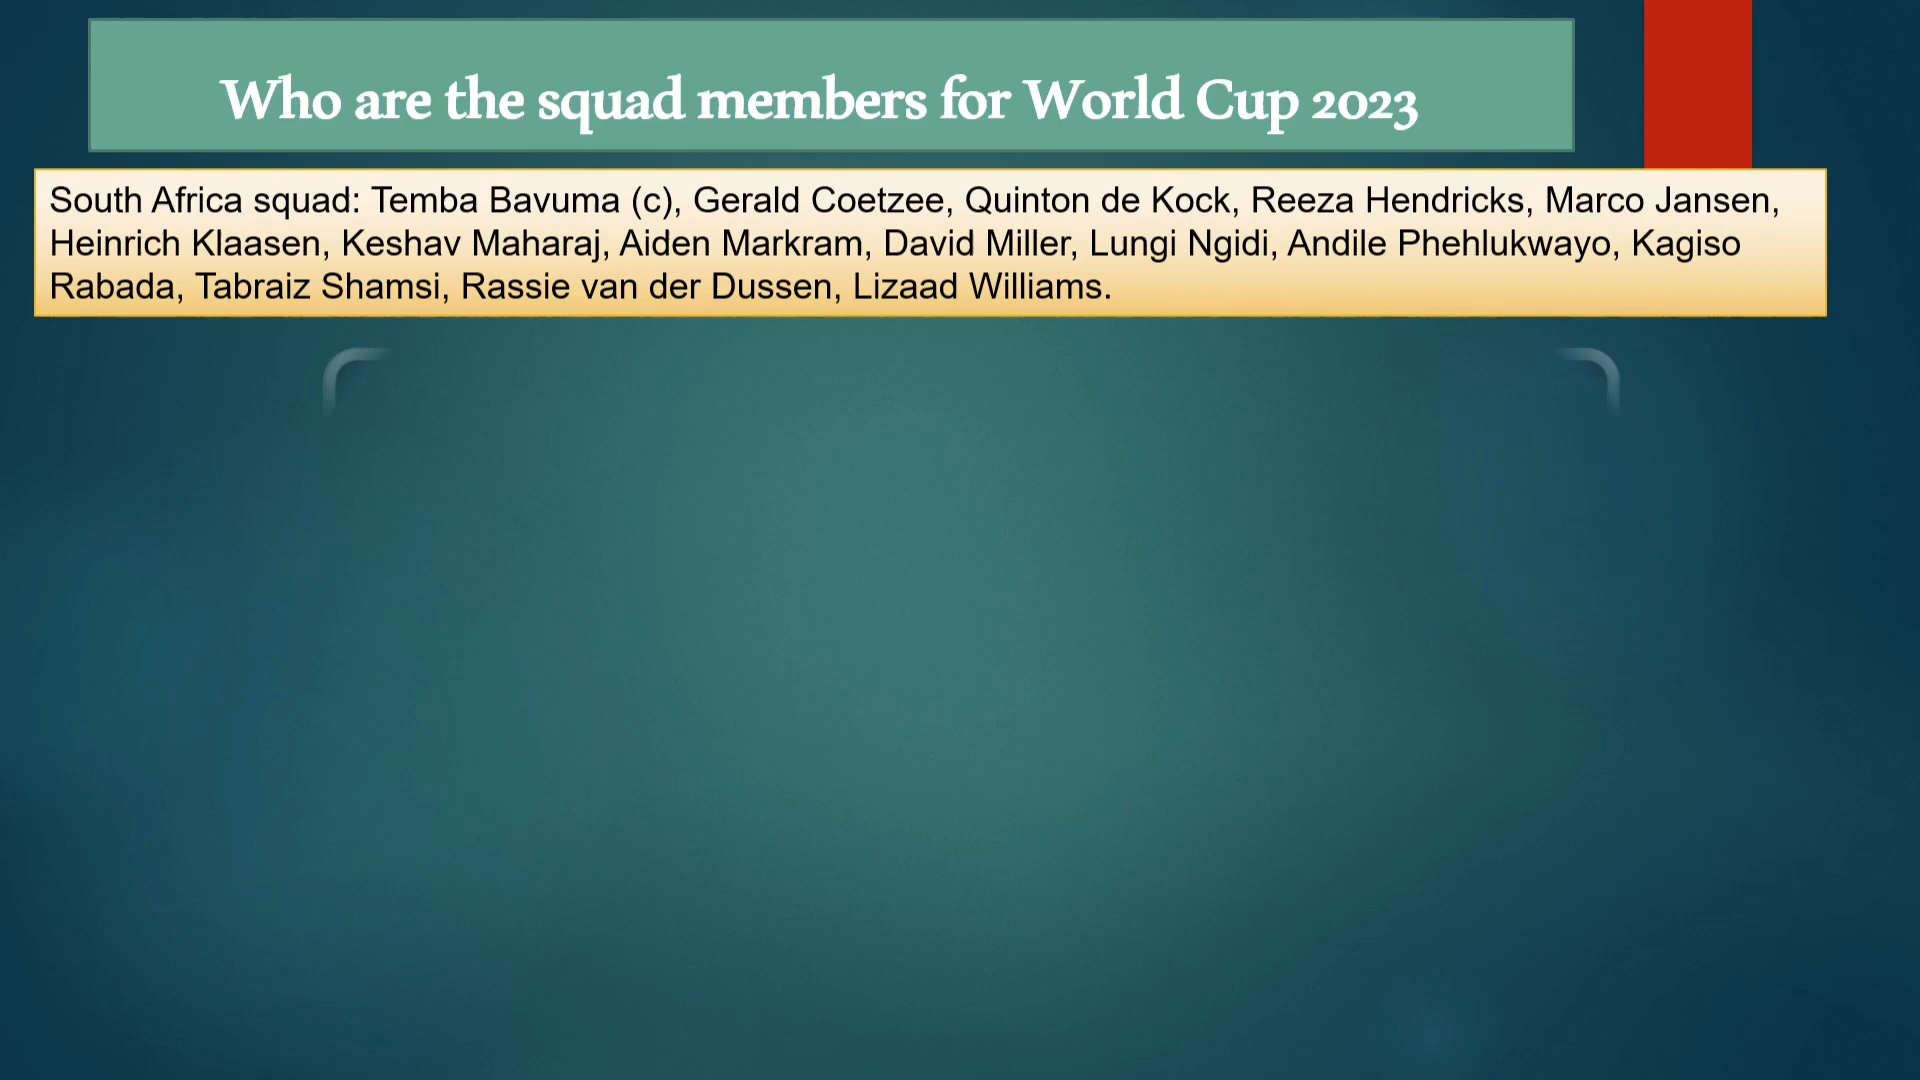 Who are the squad members for World Cup 2023
South Africa squad: Temba Bavuma (c), Gerald Coetzee, Quinton de Kock, Reeza Hendricks, Marco Jansen,
Heinrich Klaasen, Keshav Maharaj, Aiden Markram, David Miller, Lungi Ngidi, Andile Phehlukwayo, Kagiso
Rabada, Tabraiz Shamsi, Rassie van der Dussen, Lizaad Williams.